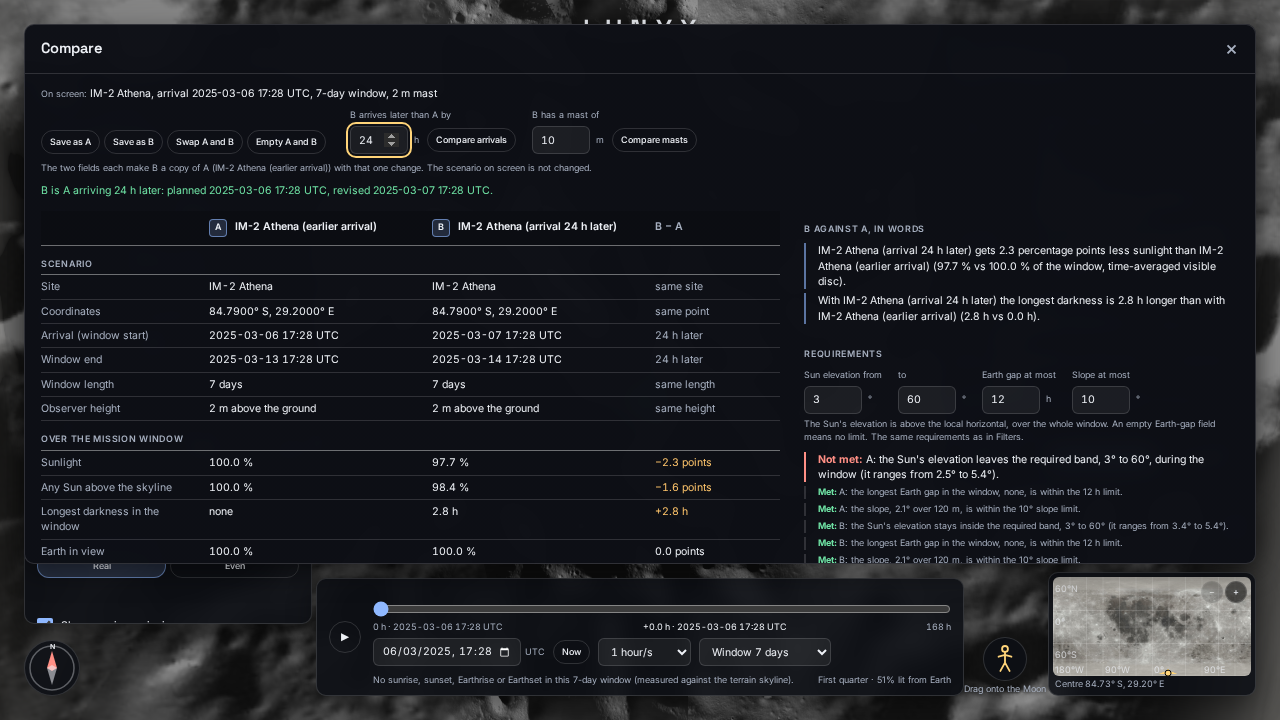 Compare
×
On screen: IM-2 Athena, arrival 2025-03-06 17:28 UTC, 7-day window, 2 m mast
B arrives later than A by
B has a mast of
Save as A
Save as B
Swap A and B
Empty A and B
24
h
Compare arrivals
10
m
Compare masts
The two fields each make B a copy of A (IM-2 Athena (earlier arrival)) with that one change. The scenario on screen is not changed.
B is A arriving 24 h later: planned 2025-03-06 17:28 UTC, revised 2025-03-07 17:28 UTC.
A IM-2 Athena (earlier arrival) B IM-2 Athena (arrival 24 h later) B − A
SCENARIO
Site IM-2 Athena IM-2 Athena same site
Coordinates 84.7900° S, 29.2000° E 84.7900° S, 29.2000° E same point
Arrival (window start) 2025-03-06 17:28 UTC 2025-03-07 17:28 UTC 24 h later
Window end 2025-03-13 17:28 UTC 2025-03-14 17:28 UTC 24 h later
Window length 7 days 7 days same length
Observer height 2 m above the ground 2 m above the ground same height
OVER THE MISSION WINDOW
Sunlight 100.0 % 97.7 % −2.3 points
Any Sun above the skyline 100.0 % 98.4 % −1.6 points
Longest darkness in the window none 2.8 h +2.8 h
Earth in view 100.0 % 100.0 % 0.0 points
B AGAINST A, IN WORDS
IM-2 Athena (arrival 24 h later) gets 2.3 percentage points less sunlight than IM-2
Athena (earlier arrival) (97.7 % vs 100.0 % of the window, time-averaged visible
disc).
With IM-2 Athena (arrival 24 h later) the longest darkness is 2.8 h longer than with
IM-2 Athena (earlier arrival) (2.8 h vs 0.0 h).
REQUIREMENTS
Sun elevation from to Earth gap at most Slope at most
3 ° 60 ° 12 h 10 °
The Sun's elevation is above the local horizontal, over the whole window. An empty Earth-gap field
means no limit. The same requirements as in Filters.
Not met: A: the Sun's elevation leaves the required band, 3° to 60°, during the
window (it ranges from 2.5° to 5.4°).
Met: A: the longest Earth gap in the window, none, is within the 12 h limit.
Met: A: the slope, 2.1° over 120 m, is within the 10° slope limit.
Met: B: the Sun's elevation stays inside the required band, 3° to 60° (it ranges from 3.4° to 5.4°).
Met: B: the longest Earth gap in the window, none, is within the 12 h limit.
Met: B: the slope, 2.1° over 120 m, is within the 10° slope limit.
Real Even
N
▶
0 h · 2025-03-06 17:28 UTC +0.0 h · 2025-03-06 17:28 UTC 168 h
06/03/2025, 17:28 UTC Now 1 hour/s Window 7 days
No sunrise, sunset, Earthrise or Earthset in this 7-day window (measured against the terrain skyline). First quarter · 51% lit from Earth
Drag onto the Moon
− +
60°N
0°
60°S
180°W 90°W 0° 90°E
Centre 84.73° S, 29.20° E